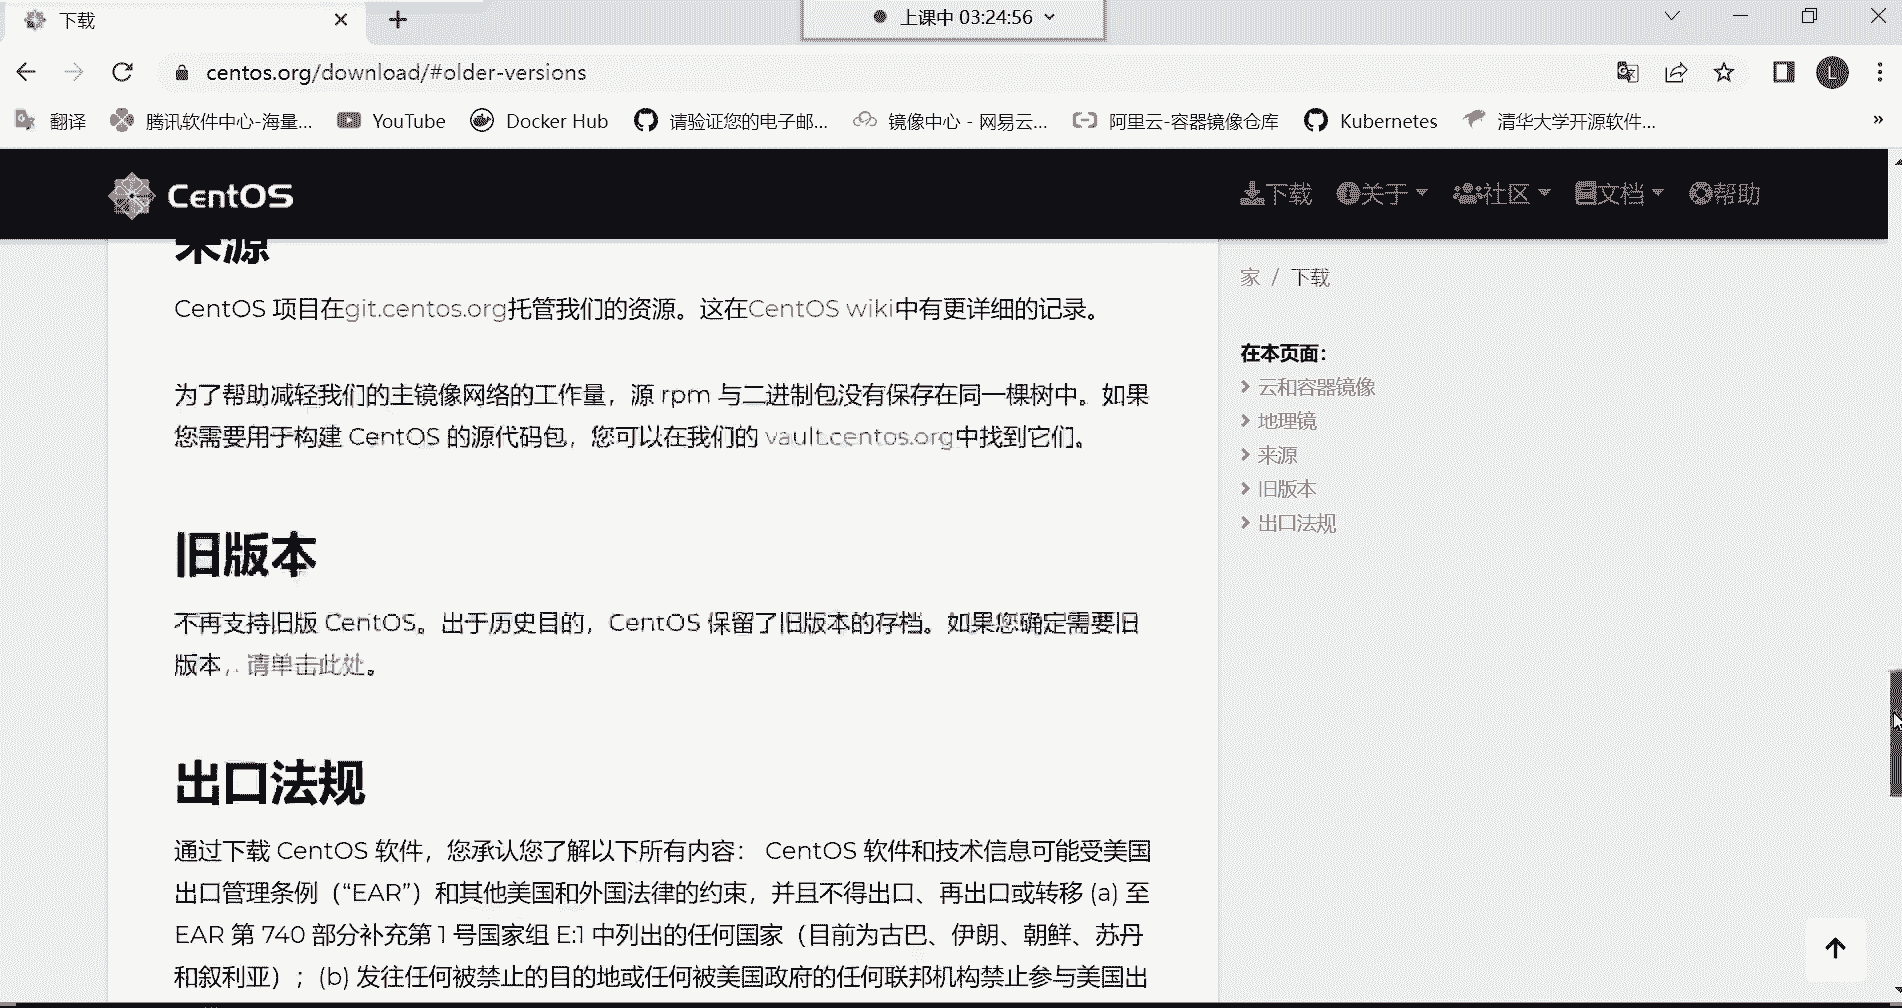 下载
上课中 03:24:56
centos.org/download/#older-versions
L
翻译
腾讯软件中心-海量...
YouTube
Docker Hub
请验证您的电子邮...
镜像中心 - 网易云...
阿里云-容器镜像仓库
Kubernetes
清华大学开源软件...
»
CentOS
下载
关于
社区
文档
帮助
来源
CentOS 项目在git.centos.org托管我们的资源。这在CentOS wiki中有更详细的记录。
为了帮助减轻我们的主镜像网络的工作量，源 rpm 与二进制包没有保存在同一棵树中。如果
您需要用于构建 CentOS 的源代码包，您可以在我们的 vault.centos.org中找到它们。
旧版本
不再支持旧版 CentOS。出于历史目的，CentOS 保留了旧版本的存档。如果您确定需要旧
版本，请单击此处。
出口法规
通过下载 CentOS 软件，您承认您了解以下所有内容： CentOS 软件和技术信息可能受美国
出口管理条例（“EAR”）和其他美国和外国法律的约束，并且不得出口、再出口或转移 (a) 至
EAR 第 740 部分补充第 1 号国家组 E:1 中列出的任何国家（目前为古巴、伊朗、朝鲜、苏丹
和叙利亚）；(b) 发往任何被禁止的目的地或任何被美国政府的任何联邦机构禁止参与美国出
家 / 下载
在本页面：
云和容器镜像
地理镜
来源
旧版本
出口法规